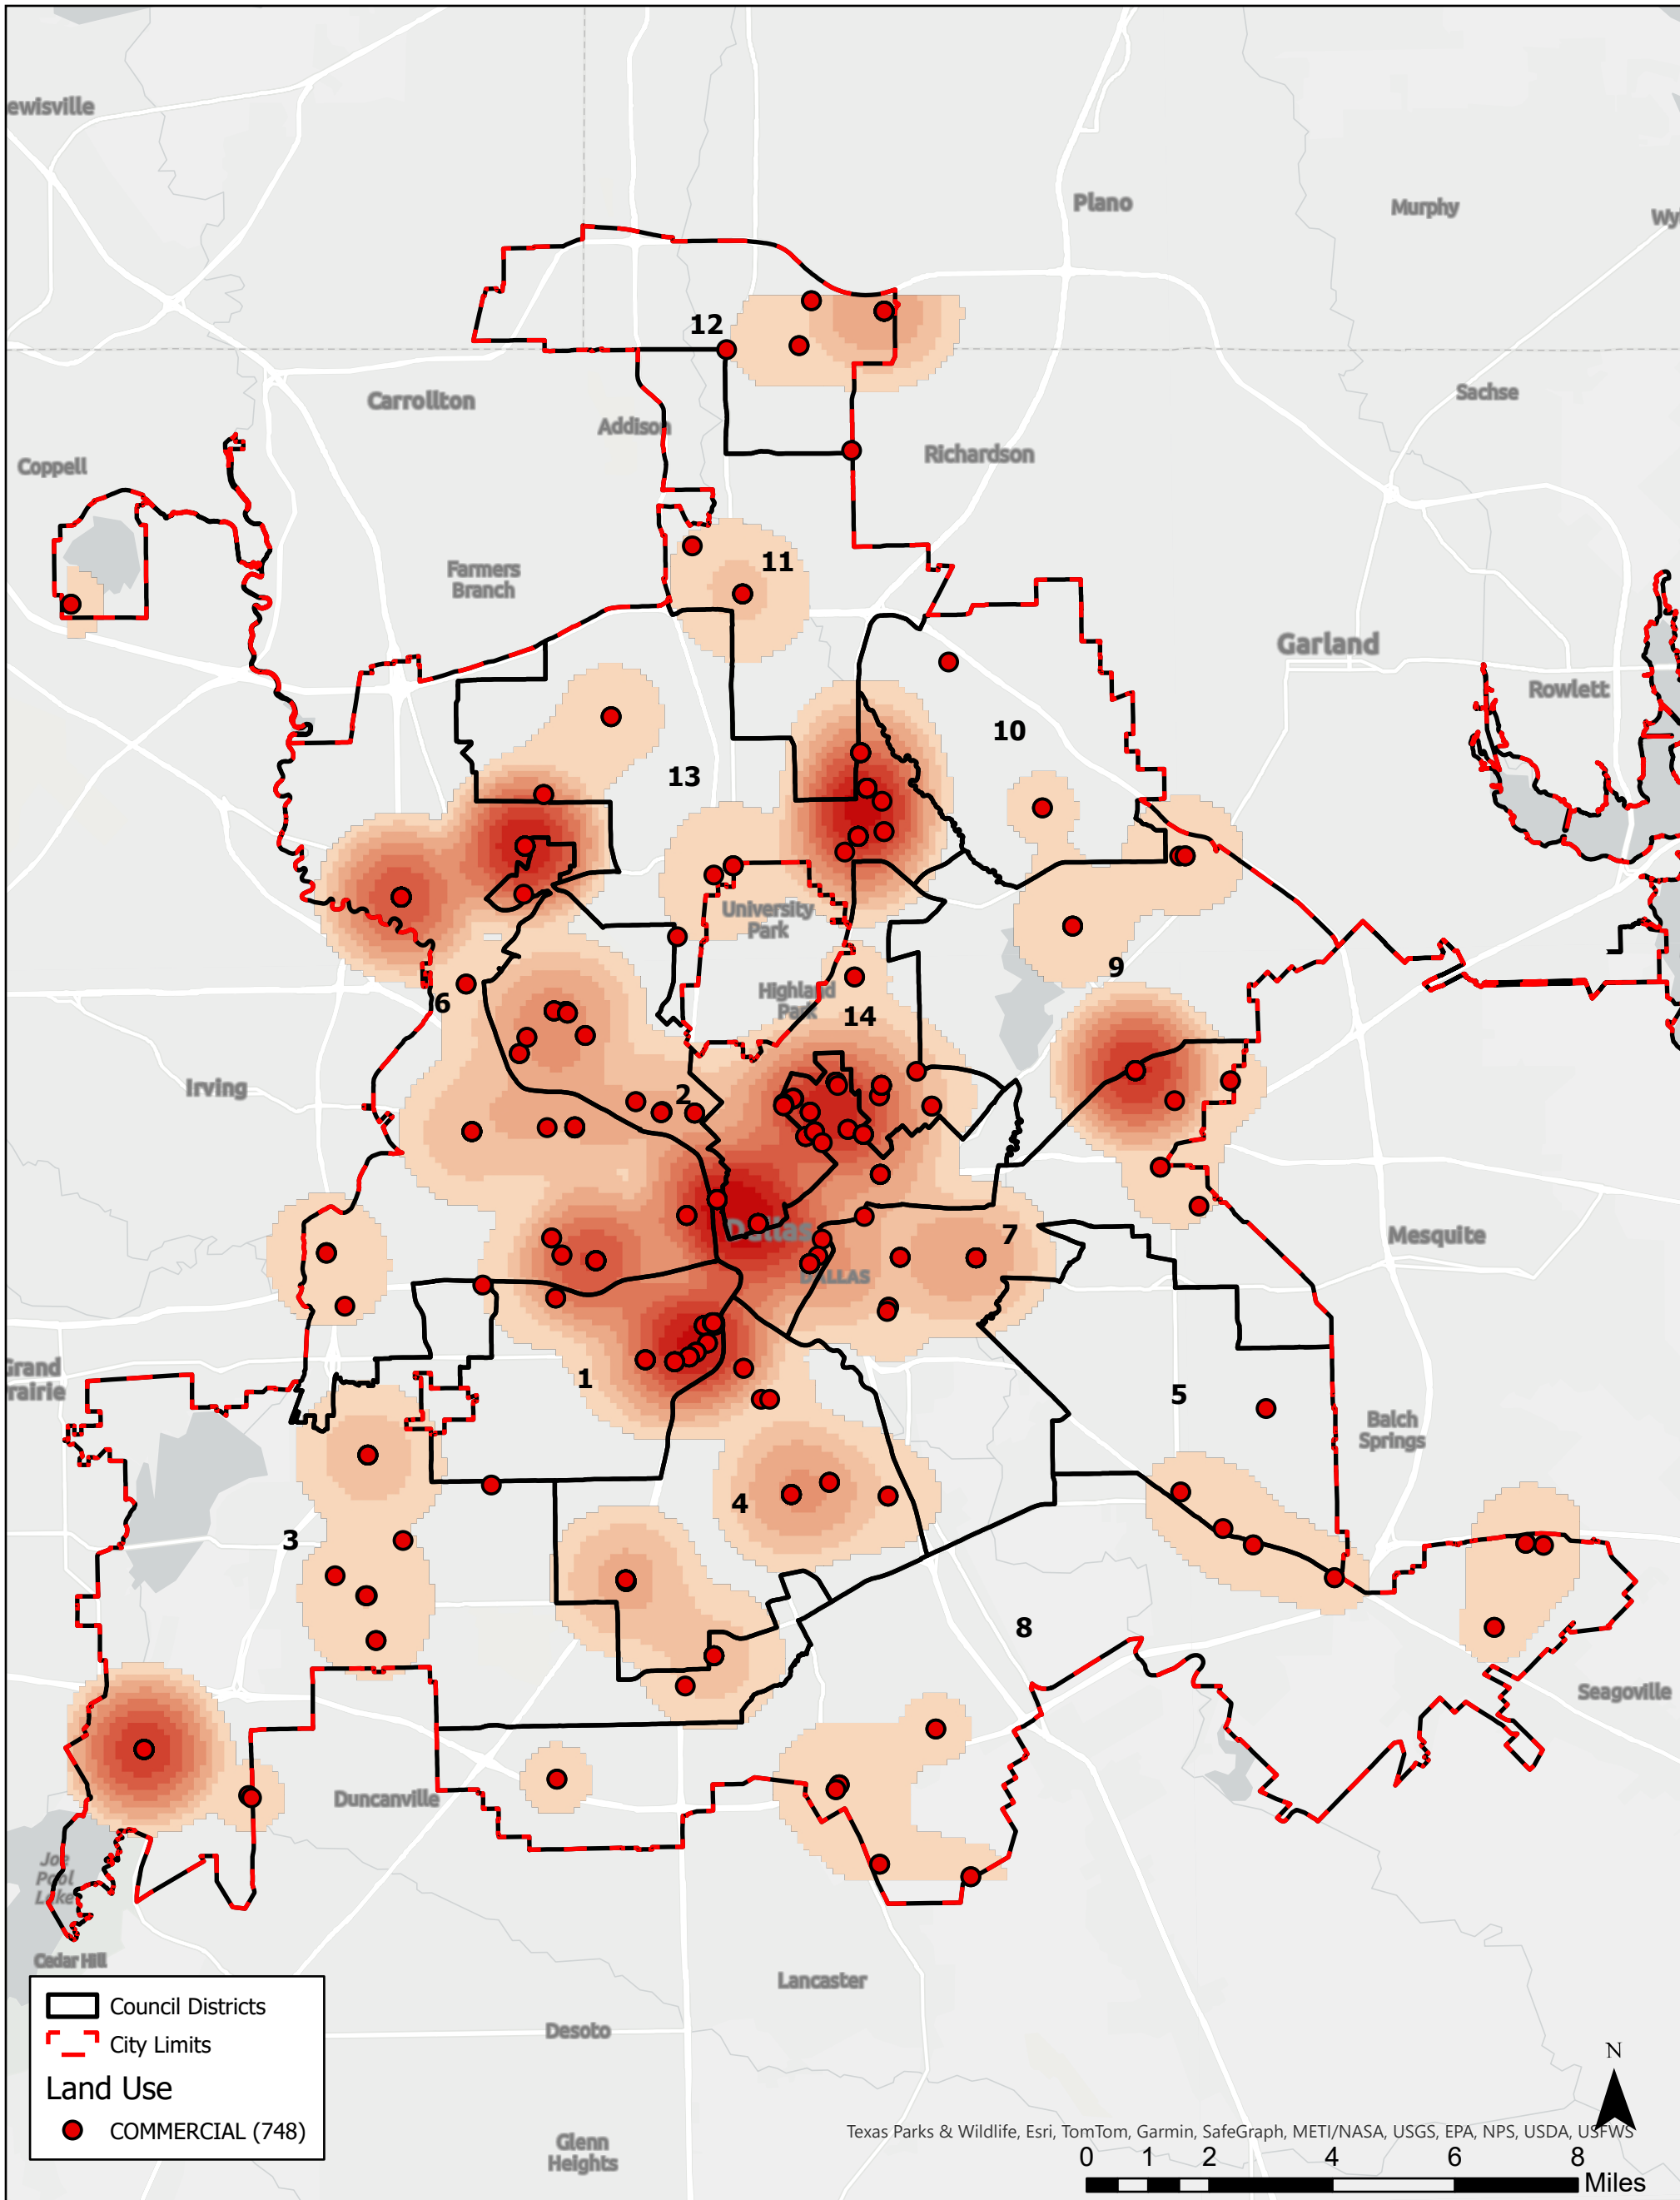 ewisville
Plano
Murphy
Wy
12
Carrollton
Addison
Sachse
Coppell
Richardson
11
Farmers
Branch
Garland
Rowlett
10
13
University
Park
9
6
Highland
Park
14
Irving
2
Dallas
7
Mesquite
DALLAS
Grand
rairie
1
5
Balch
Springs
4
3
8
Seagoville
Duncanville
Joe
Pool
Lake
Cedar Hill
Lancaster
Council Districts
City Limits
Land Use
COMMERCIAL (748)
Desoto
Glenn
Heights
N
Texas Parks & Wildlife, Esri, TomTom, Garmin, SafeGraph, METI/NASA, USGS, EPA, NPS, USDA, USFWS
0 1 2 4 6 8
Miles